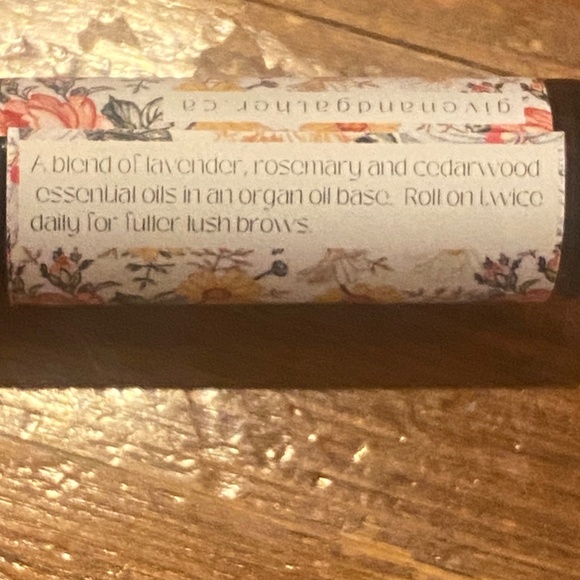 givenandgather.ca
A blend of lavender, rosemary and cedarwood
essential oils in an organ oil base. Roll on twice
daily for fuller lush brows.